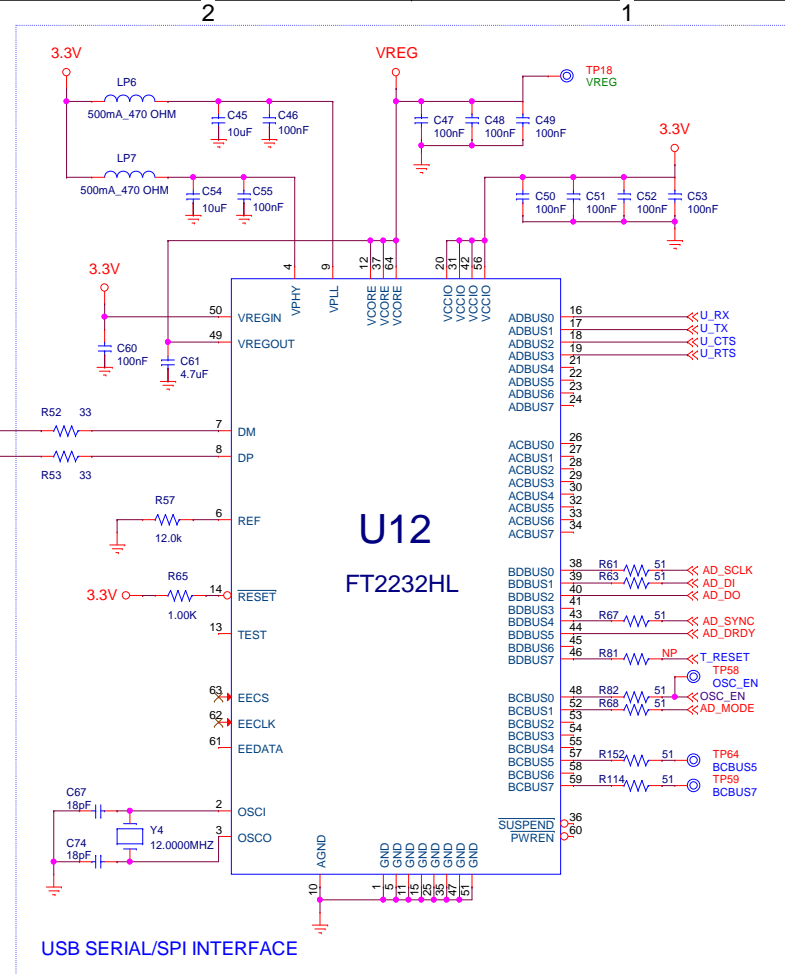 2 1
3.3V VREG
LP6 TP18
VREG
500mA_470 OHM C45 C46 C47 C48 C49
10uF 100nF 100nF 100nF 100nF
3.3V
LP7
500mA_470 OHM C54 C55 C50 C51 C52 C53
10uF 100nF 100nF 100nF 100nF 100nF
4 9 12 37 64 20 31 42 56
VPHY VPLL VCORE VCORE VCORE VCCIO VCCIO VCCIO VCCIO
3.3V
50 VREGIN
49 VREGOUT
C60
100nF
C61
4.7uF
ADBUS0 16 U_RX
ADBUS1 17 U_TX
ADBUS2 18 U_CTS
ADBUS3 19 U_RTS
ADBUS4 21
ADBUS5 22
ADBUS6 23
ADBUS7 24
R52 33
7 DM
8 DP
R53 33
ACBUS0 26
ACBUS1 27
ACBUS2 28
ACBUS3 29
ACBUS4 30
ACBUS5 32
ACBUS6 33
ACBUS7 34
R57
6 REF
12.0k
U12
FT2232HL
R65
3.3V 14 RESET
1.00K
13 TEST
BDBUS0 38 R61 51 AD_SCLK
BDBUS1 39 R63 51 AD_DI
BDBUS2 40 AD_DO
BDBUS3 41
BDBUS4 43 R67 51 AD_SYNC
BDBUS5 44 AD_DRDY
BDBUS6 45
BDBUS7 46 R81 NP T_RESET
TP58
OSC_EN
63 EECS
62 EECLK
61 EEDATA
BCBUS0 48 R82 51 OSC_EN
BCBUS1 52 R68 51 AD_MODE
BCBUS2 53
BCBUS3 54
BCBUS4 55
BCBUS5 57 R152 51 TP64
BCBUS5
BCBUS6 58
BCBUS7 59 R114 51 TP59
BCBUS7
C67
18pF
2 OSCI
Y4
12.0000MHZ
3 OSCO
C74
18pF
SUSPEND 36
PWREN 60
AGND GND GND GND GND GND GND GND GND
10 1 5 11 15 25 35 47 51
USB SERIAL/SPI INTERFACE